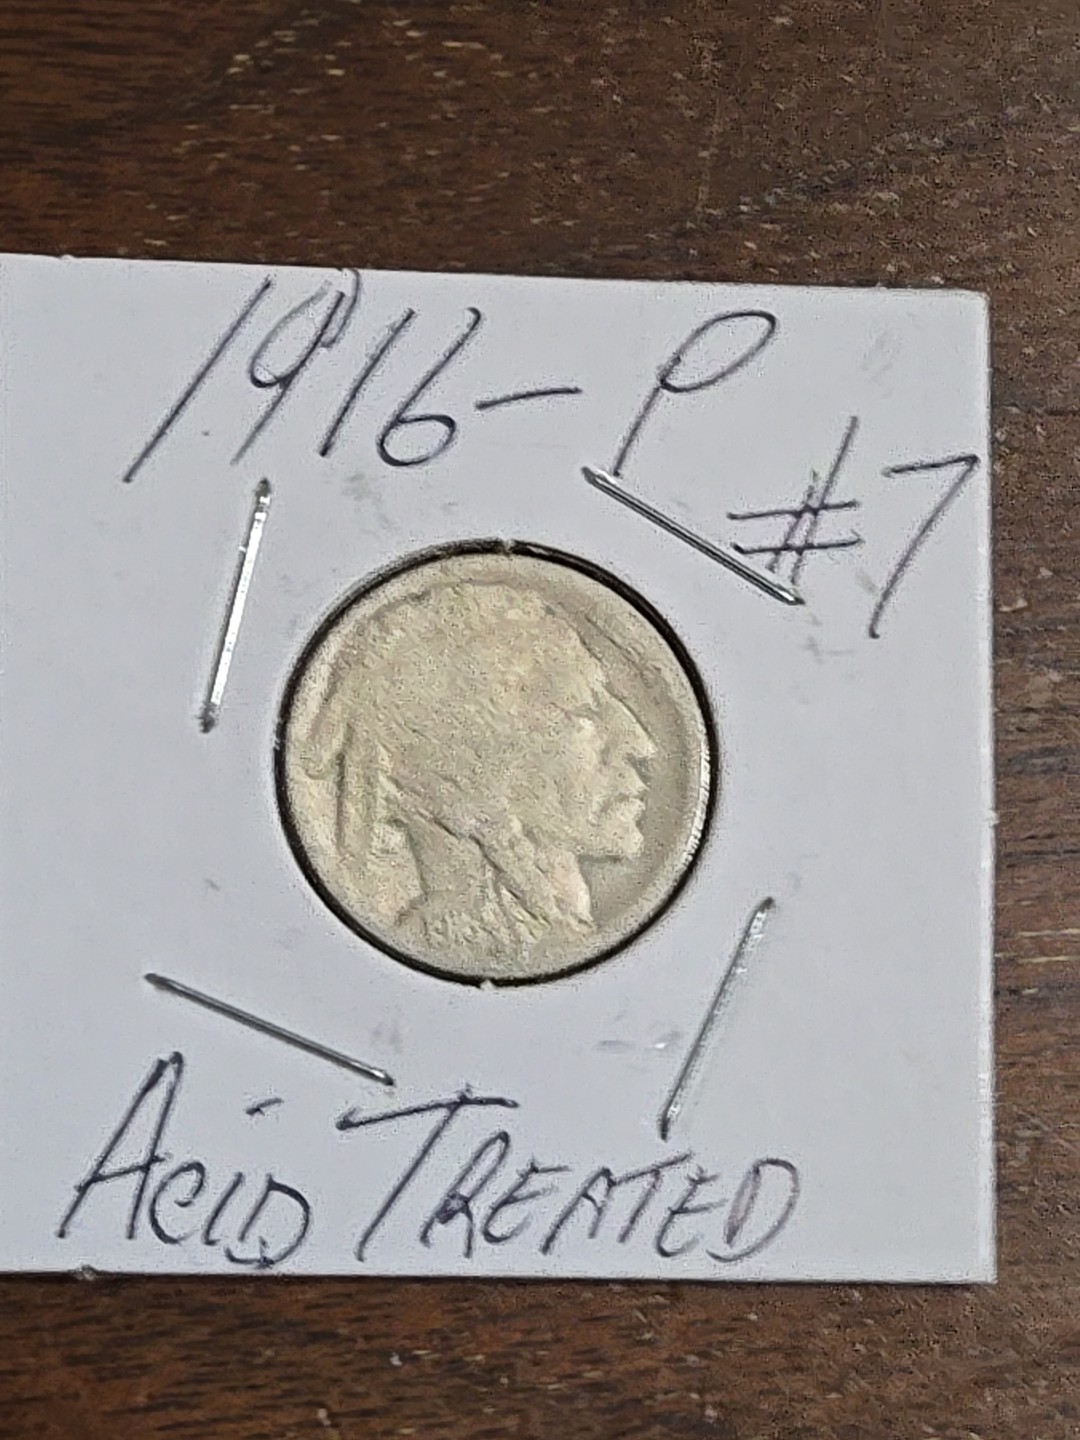 1916-P
#7
ACID TREATED